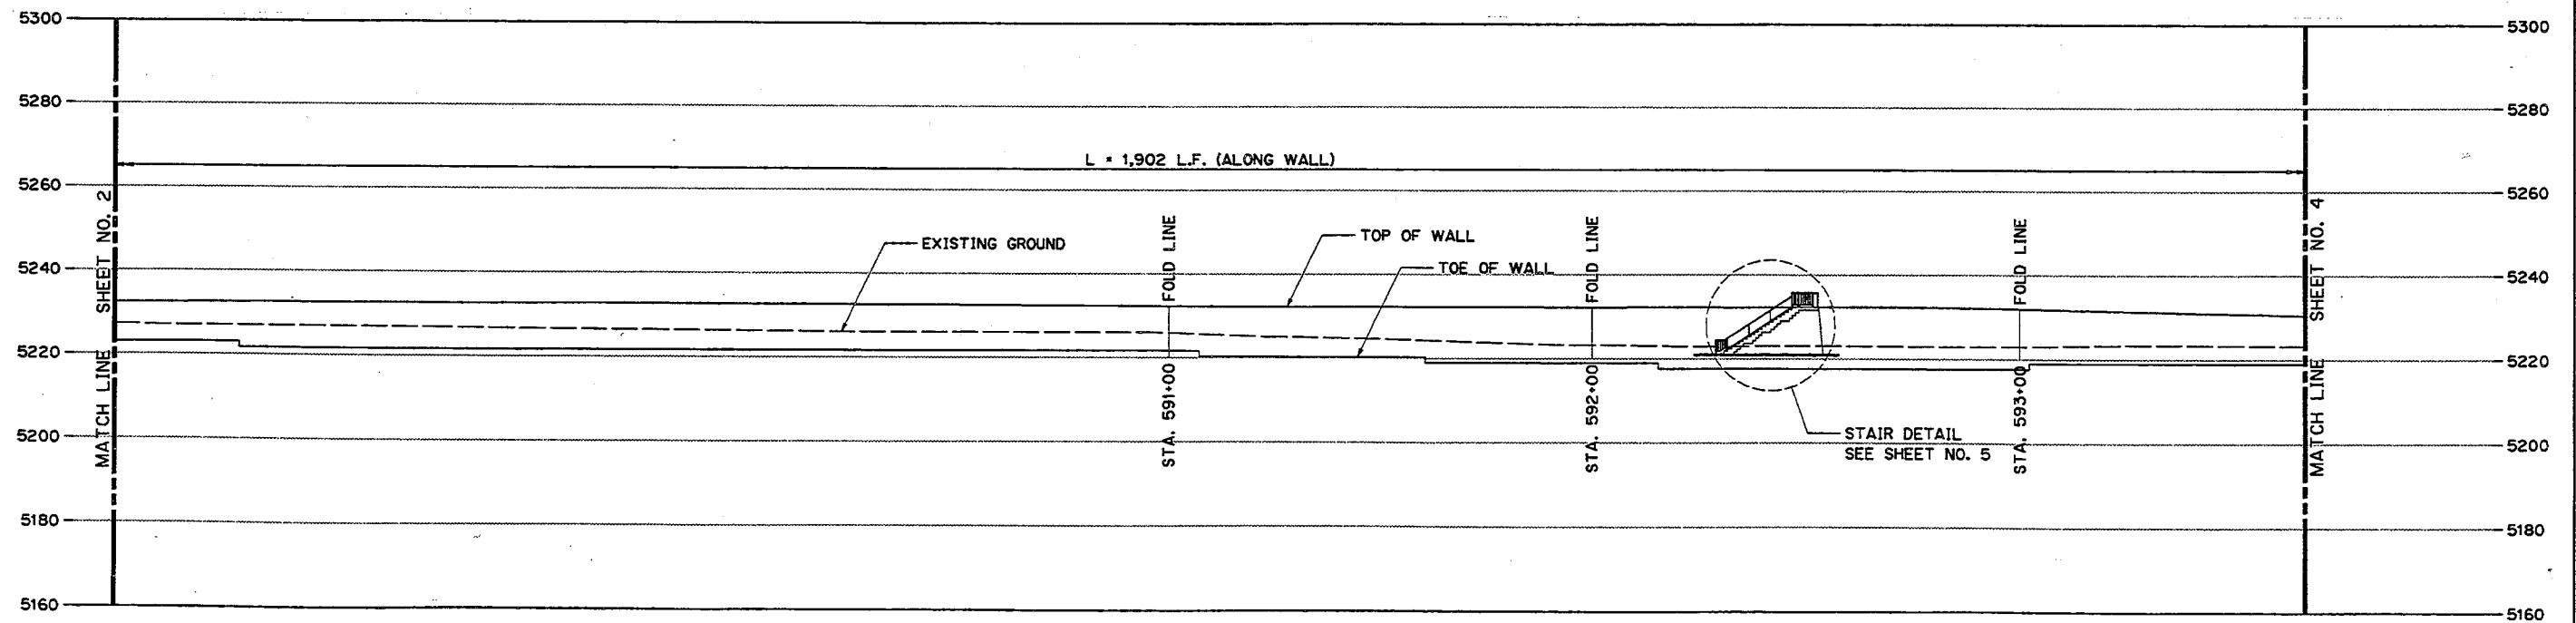 5300
5300
5280
5280
L = 1,902 L.F. (ALONG WALL)
5260
5260
MATCH LINE SHEET NO. 2
EXISTING GROUND
FOLD LINE
TOP OF WALL
TOE OF WALL
FOLD LINE
FOLD LINE
MATCH LINE SHEET NO. 4
5240
5240
5220
5220
STA. 591+00
STA. 592+00
STA. 593+00
STAIR DETAIL
SEE SHEET NO. 5
5200
5200
5180
5180
5160
5160